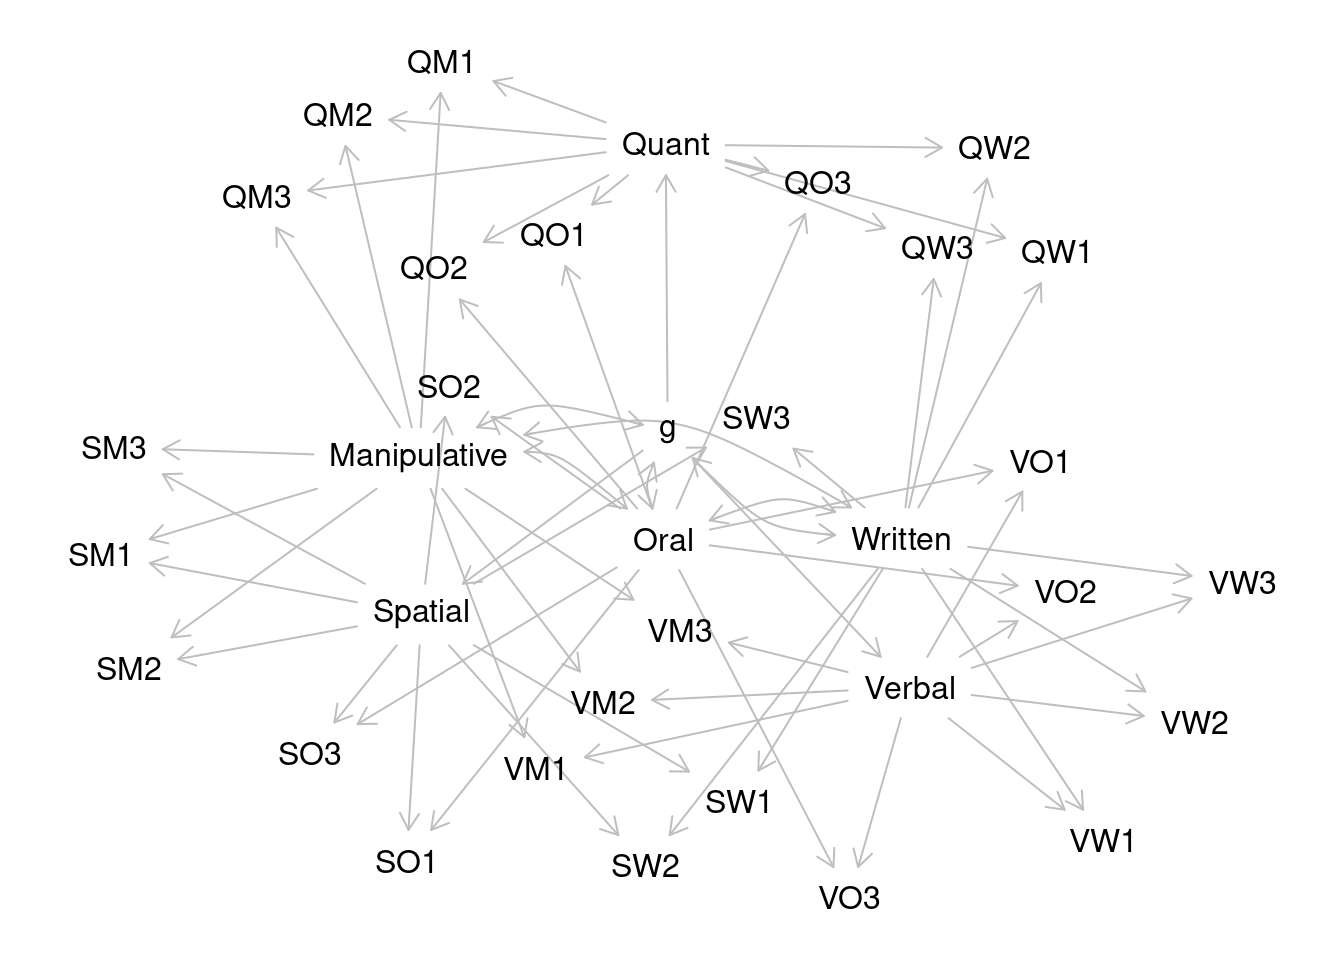 QM1
QM2
Quant
QW2
QO3
QM3
QO1
QW3
QW1
QO2
SO2
SW3
g
SM3
Manipulative
VO1
Oral
Written
SM1
VW3
VO2
Spatial
VM3
SM2
Verbal
VM2
VW2
SO3
VM1
SW1
VW1
SO1
SW2
VO3